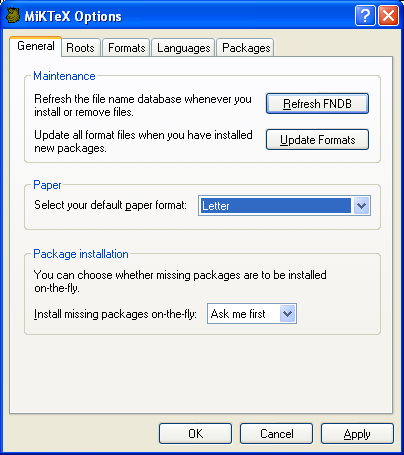 MiKTeX Options
General Roots Formats Languages Packages
Maintenance
Refresh the file name database whenever you
install or remove files.
Refresh FNDB
Update all format files when you have installed
new packages.
Update Formats
Paper
Select your default paper format:
Letter
Package installation
You can choose whether missing packages are to be installed
on-the-fly.
Install missing packages on-the-fly:
Ask me first
OK Cancel Apply